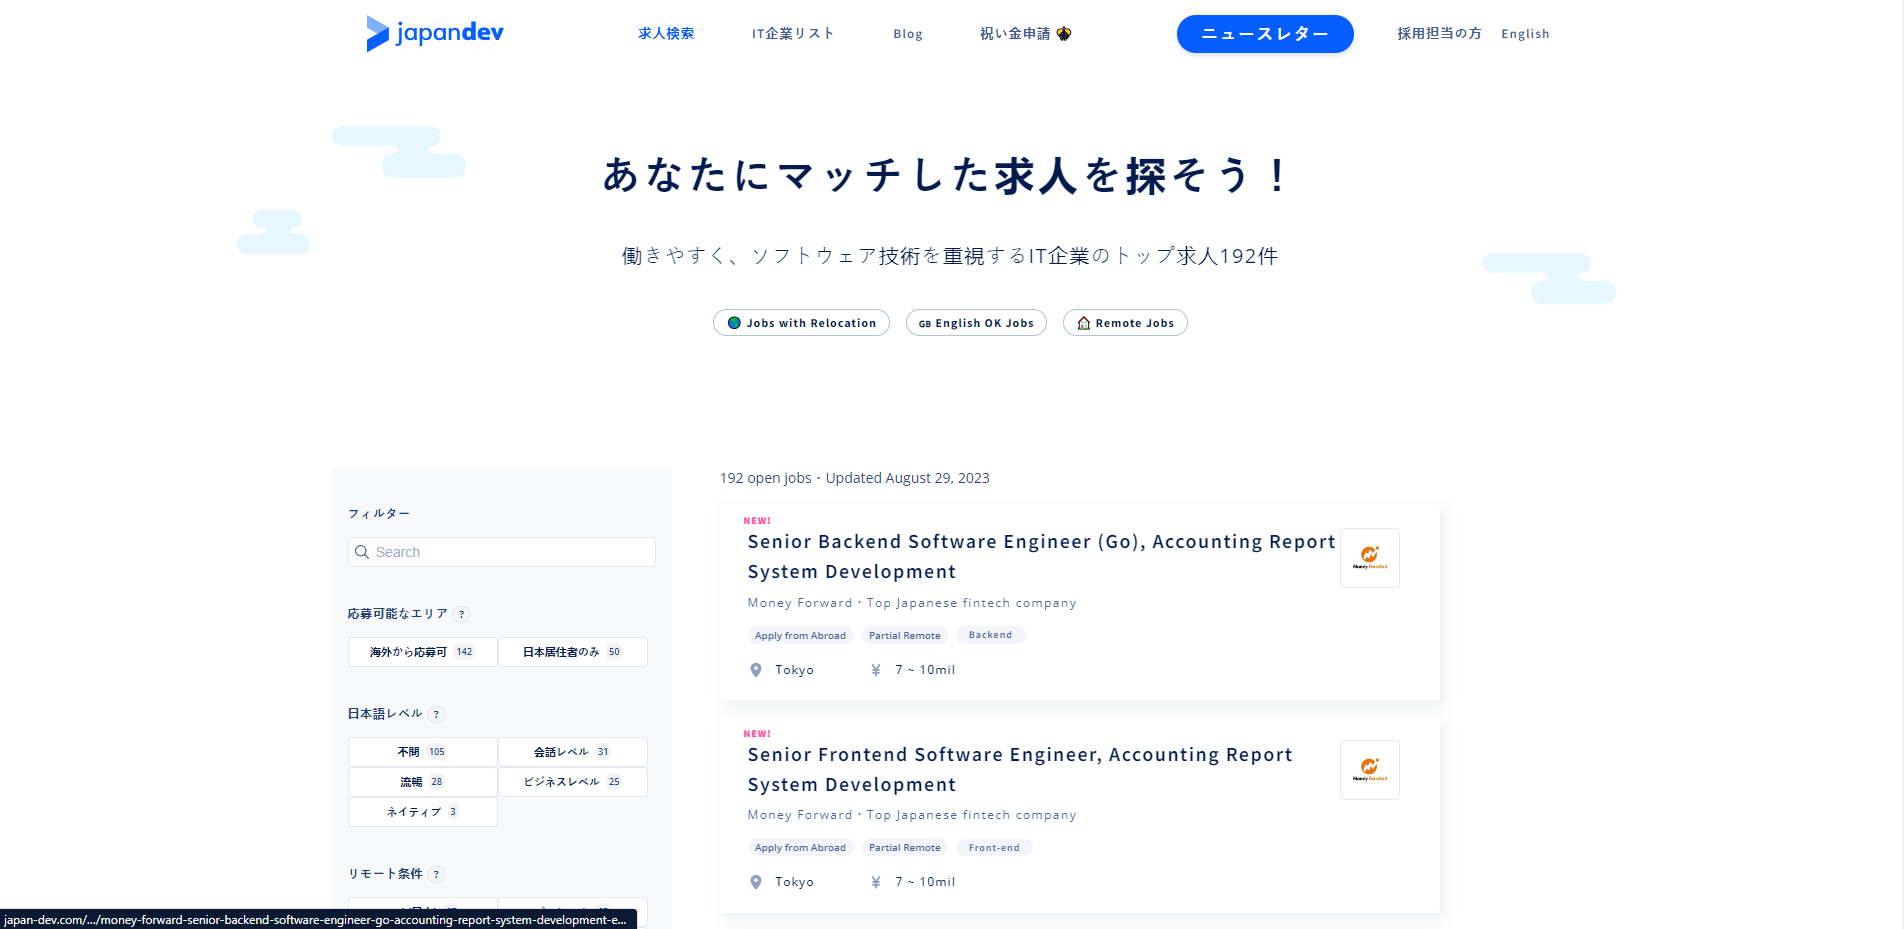 japandev
求人検索
IT企業リスト
Blog
祝い金申請
ニュースレター
採用担当の方
English
あなたにマッチした求人を探そう！
働きやすく、ソフトウェア技術を重視するIT企業のトップ求人192件
Jobs with Relocation
GB English OK Jobs
Remote Jobs
フィルター
Search
応募可能なエリア ?
海外から応募可 142
日本居住者のみ 50
日本語レベル ?
不問 105
会話レベル 31
流暢 28
ビジネスレベル 25
ネイティブ 3
リモート条件 ?
192 open jobs・Updated August 29, 2023
NEW!
Senior Backend Software Engineer (Go), Accounting Report
System Development
Money Forward
Money Forward・Top Japanese fintech company
Apply from Abroad
Partial Remote
Backend
Tokyo
¥ 7 ~ 10mil
NEW!
Senior Frontend Software Engineer, Accounting Report
System Development
Money Forward
Money Forward・Top Japanese fintech company
Apply from Abroad
Partial Remote
Front-end
Tokyo
¥ 7 ~ 10mil
japan-dev.com/.../money-forward-senior-backend-software-engineer-go-accounting-report-system-development-e...